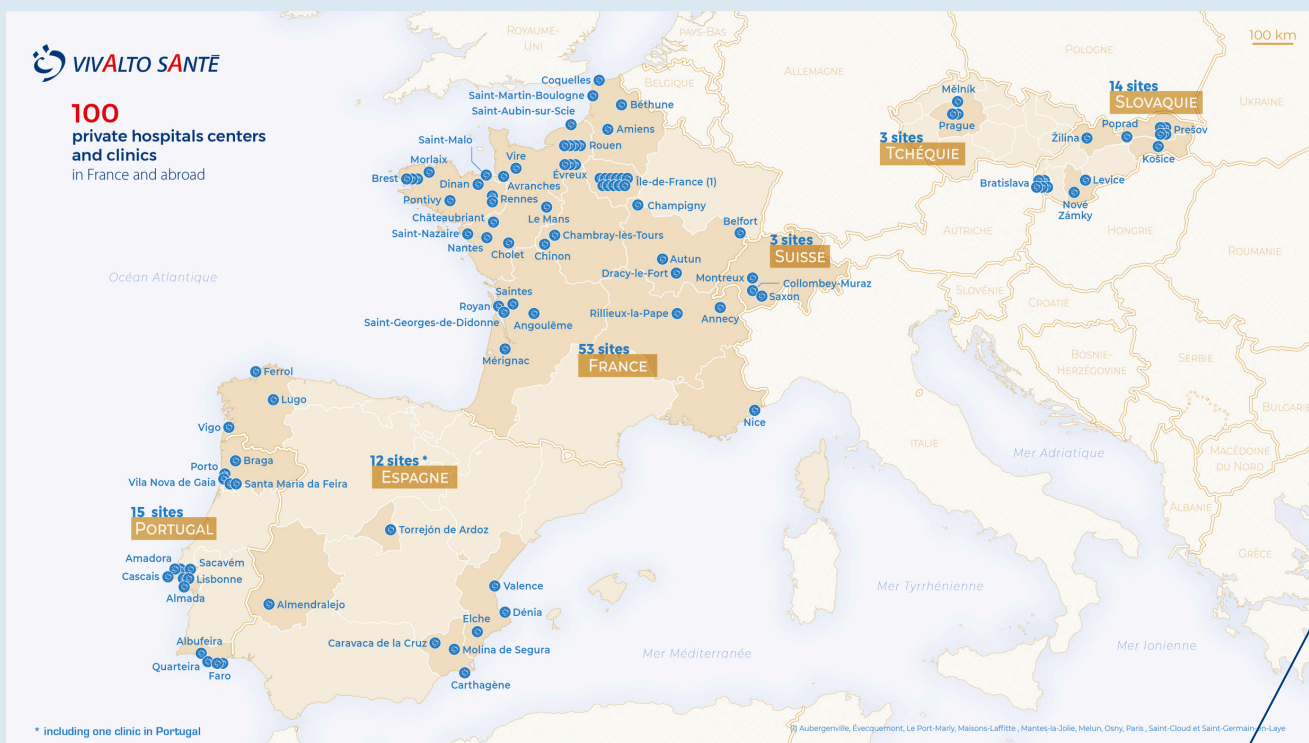 VIVALTO SANTÉ
100
private hospitals centers
and clinics
in France and abroad
100 km
ROYAUME-
UNI
PAYS-BAS
BELGIQUE
ALLEMAGNE
POLOGNE
UKRAINE
Coquelles
Saint-Martin-Boulogne
Saint-Aubin-sur-Scie
Béthune
Amiens
Rouen
Saint-Malo
Vire
Morlaix
Évreux
Île-de-France (1)
Brest
Dinan
Avranches
Pontivy
Rennes
Champigny
Châteaubriant
Le Mans
Saint-Nazaire
Nantes
Cholet
Chinon
Chambray-lès-Tours
Belfort
Autun
Dracy-le-Fort
Montreux
Collombey-Muraz
Saxon
Saintes
Royan
Saint-Georges-de-Didonne
Angoulême
Rillieux-la-Pape
Annecy
Mérignac
Nice
53 sites
FRANCE
3 sites
SUISSE
3 sites
TCHÉQUIE
Mělník
Prague
14 sites
SLOVAQUIE
Žilina
Poprad
Prešov
Košice
Bratislava
Levice
Nové
Zámky
AUTRICHE
HONGRIE
ROUMANIE
SLOVÉNIE
CROATIE
BOSNIE-
HERZÉGOVINE
SERBIE
BULGARIE
ITALIE
MACÉDOINE
DU NORD
ALBANIE
GRÈCE
Océan Atlantique
Mer Adriatique
Mer Tyrrhénienne
Mer Ionienne
Mer Méditerranée
Ferrol
Lugo
Vigo
Braga
Porto
Vila Nova de Gaia
Santa Maria da Feira
12 sites *
ESPAGNE
15 sites
PORTUGAL
Torrejón de Ardoz
Amadora
Sacavém
Cascais
Lisbonne
Almada
Almendralejo
Valence
Dénia
Elche
Caravaca de la Cruz
Molina de Segura
Carthagène
Albufeira
Quarteira
Faro
* including one clinic in Portugal
(1) Aubergenville, Évecquemont, Le Port-Marly, Maisons-Laffitte , Mantes-la-Jolie, Melun, Osny, Paris , Saint-Cloud et Saint-Germain-en-Laye